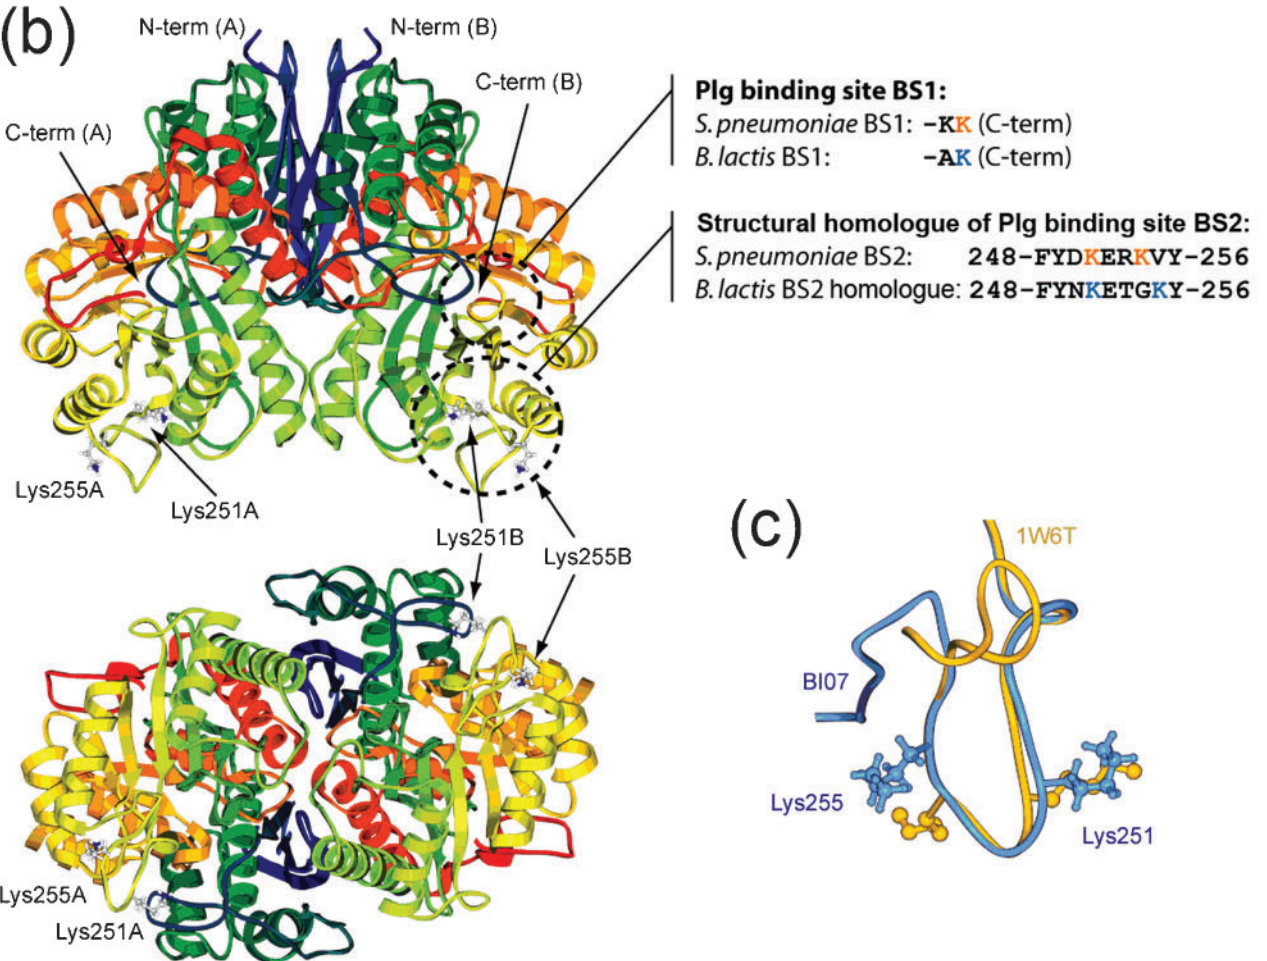 (b)
N-term (A)
N-term (B)
C-term (B)
C-term (A)
Plg binding site BS1:
S. pneumoniae BS1: -KK (C-term)
B. lactis BS1: -AK (C-term)
Structural homologue of Plg binding site BS2:
S. pneumoniae BS2: 248-FYDKERKVY-256
B. lactis BS2 homologue: 248-FYNKETGKY-256
Lys255A
Lys251A
Lys251B
Lys255B
Lys255A
Lys251A
(c)
1W6T
BI07
Lys255
Lys251